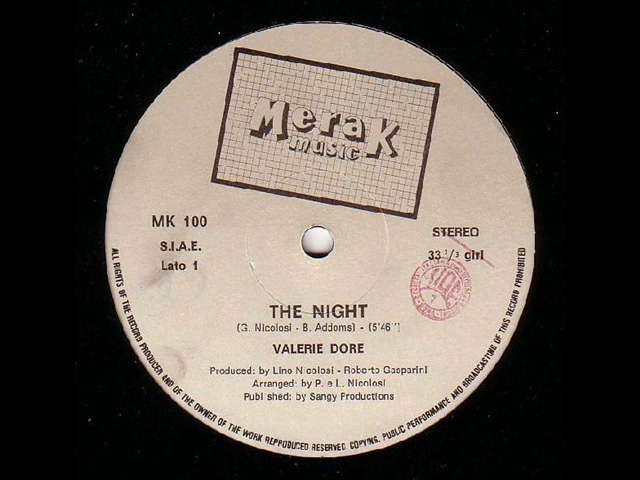 Merak
music
MK 100
S.I.A.E.
Lato 1
STEREO
33 1/3 giri
THE NIGHT
(G. Nicolosi - B. Addoms) - (5'46")
VALERIE DORE
Produced: by Lino Nicolosi - Roberto Gasparini
Arranged: by P. e L. Nicolosi
Published: by Sangy Productions
ALL RIGHTS OF THE RECORD PRODUCER AND OF THE OWNER OF THE WORK REPRODUCED RESERVED. COPYING, PUBLIC PERFORMANCE AND BROADCASTING OF THIS RECORD PROHIBITED